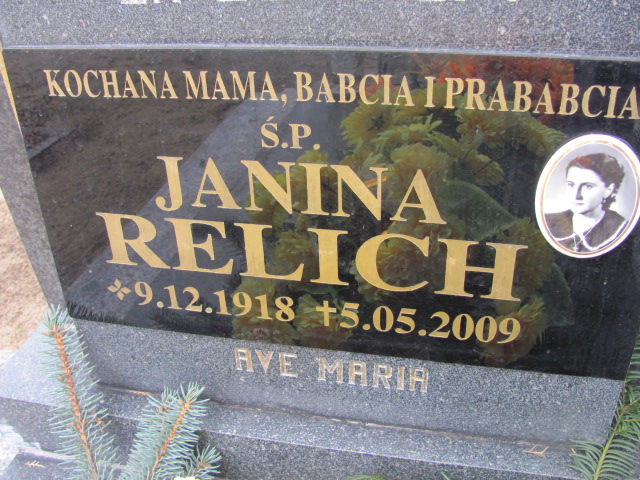 KOCHANA MAMA, BABCIA I PRABABCIA
Ś.P.
JANINA
RELICH
9.12.1918 +5.05.2009
AVE MARIA